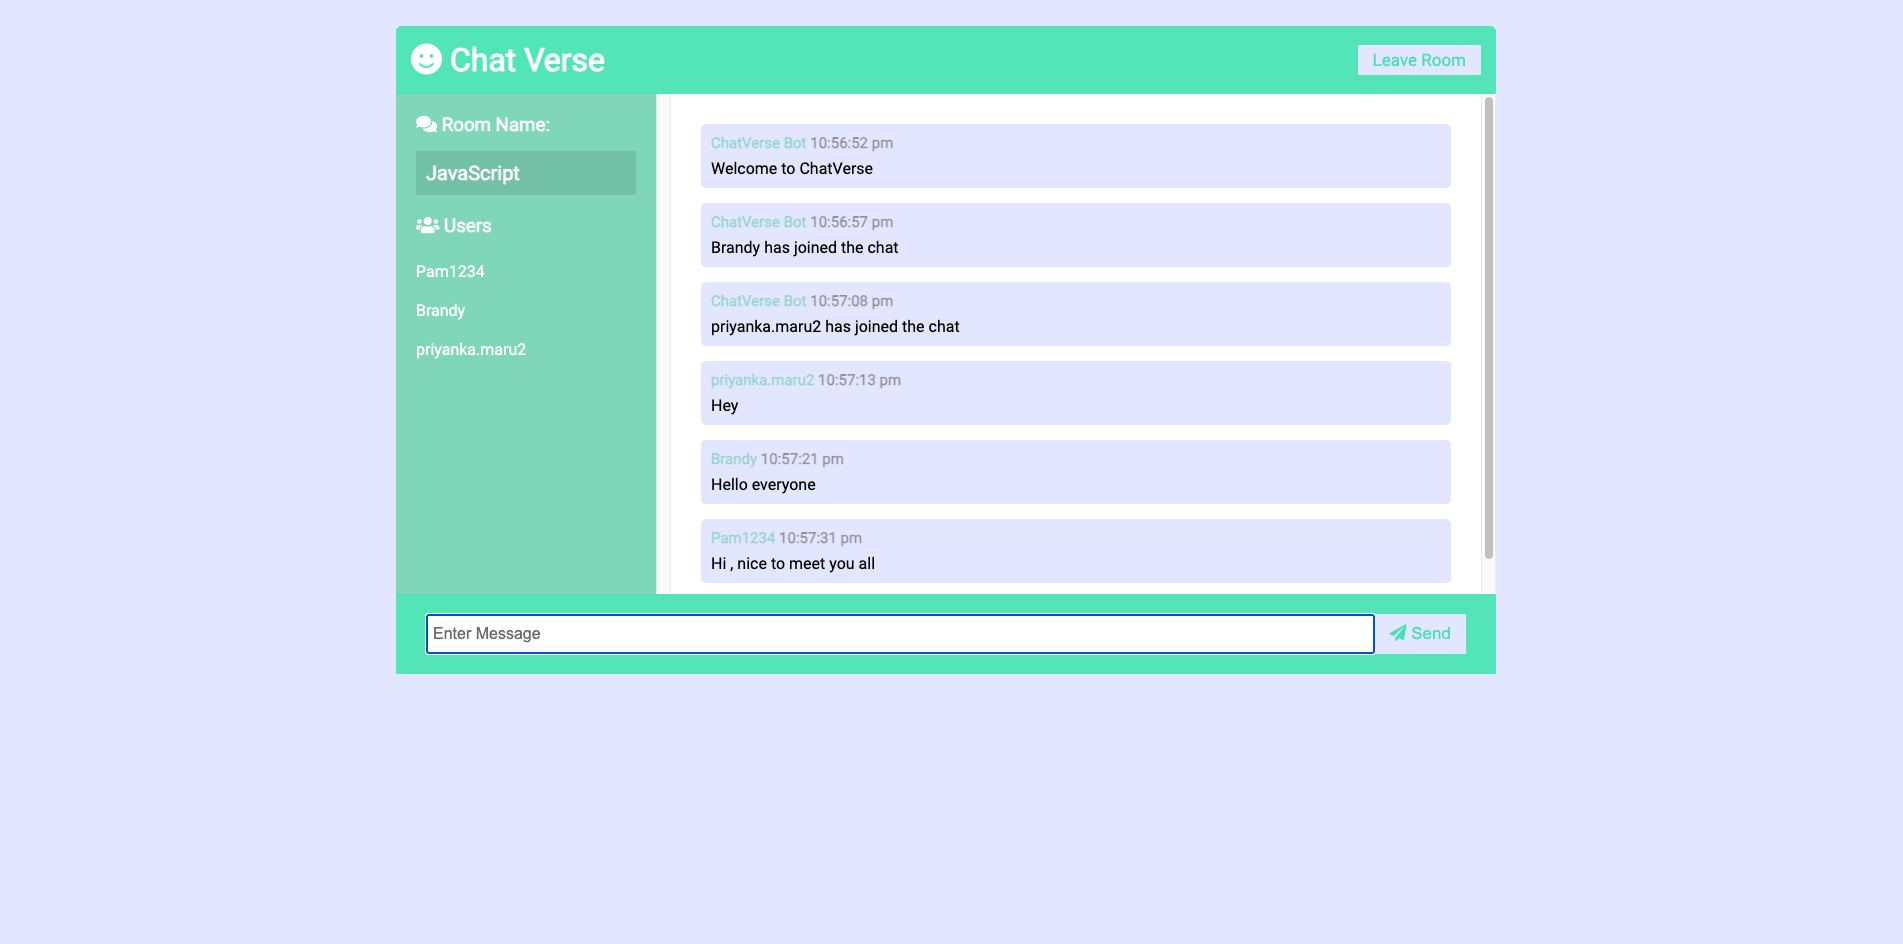 Chat Verse
Leave Room
Room Name:
JavaScript
Users
Pam1234
Brandy
priyanka.maru2
ChatVerse Bot 10:56:52 pm
Welcome to ChatVerse
ChatVerse Bot 10:56:57 pm
Brandy has joined the chat
ChatVerse Bot 10:57:08 pm
priyanka.maru2 has joined the chat
priyanka.maru2 10:57:13 pm
Hey
Brandy 10:57:21 pm
Hello everyone
Pam1234 10:57:31 pm
Hi , nice to meet you all
Enter Message
Send